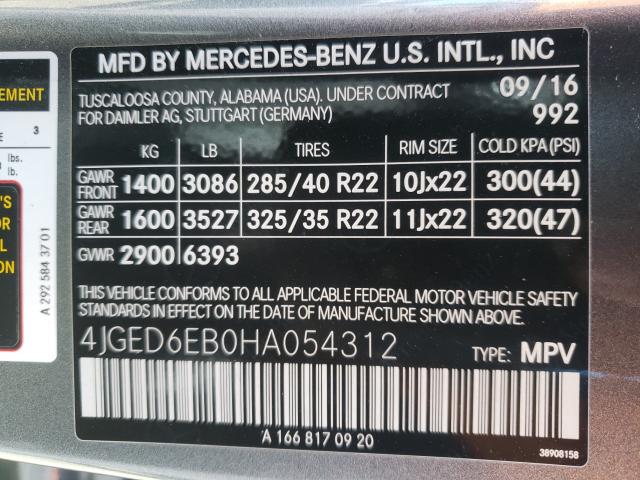 MFD BY MERCEDES-BENZ U.S. INTL., INC
TUSCALOOSA COUNTY, ALABAMA (USA). UNDER CONTRACT 09/16
FOR DAIMLER AG, STUTTGART (GERMANY) 992
KG LB TIRES RIM SIZE COLD KPA (PSI)
GAWR FRONT 1400 3086 285/40 R22 10Jx22 300(44)
GAWR REAR 1600 3527 325/35 R22 11Jx22 320(47)
GVWR 2900 6393
4 THIS VEHICLE CONFORMS TO ALL APPLICABLE FEDERAL MOTOR VEHICLE SAFETY
STANDARDS IN EFFECT ON THE DATE OF MANUFACTURE SHOWN ABOVE.
4JGED6EB0HA054312 TYPE: MPV
A 166 817 09 20
38908158
EMENT
E 3
lbs.
lb.
'S
OR
L
ON
A 292 584 37 01